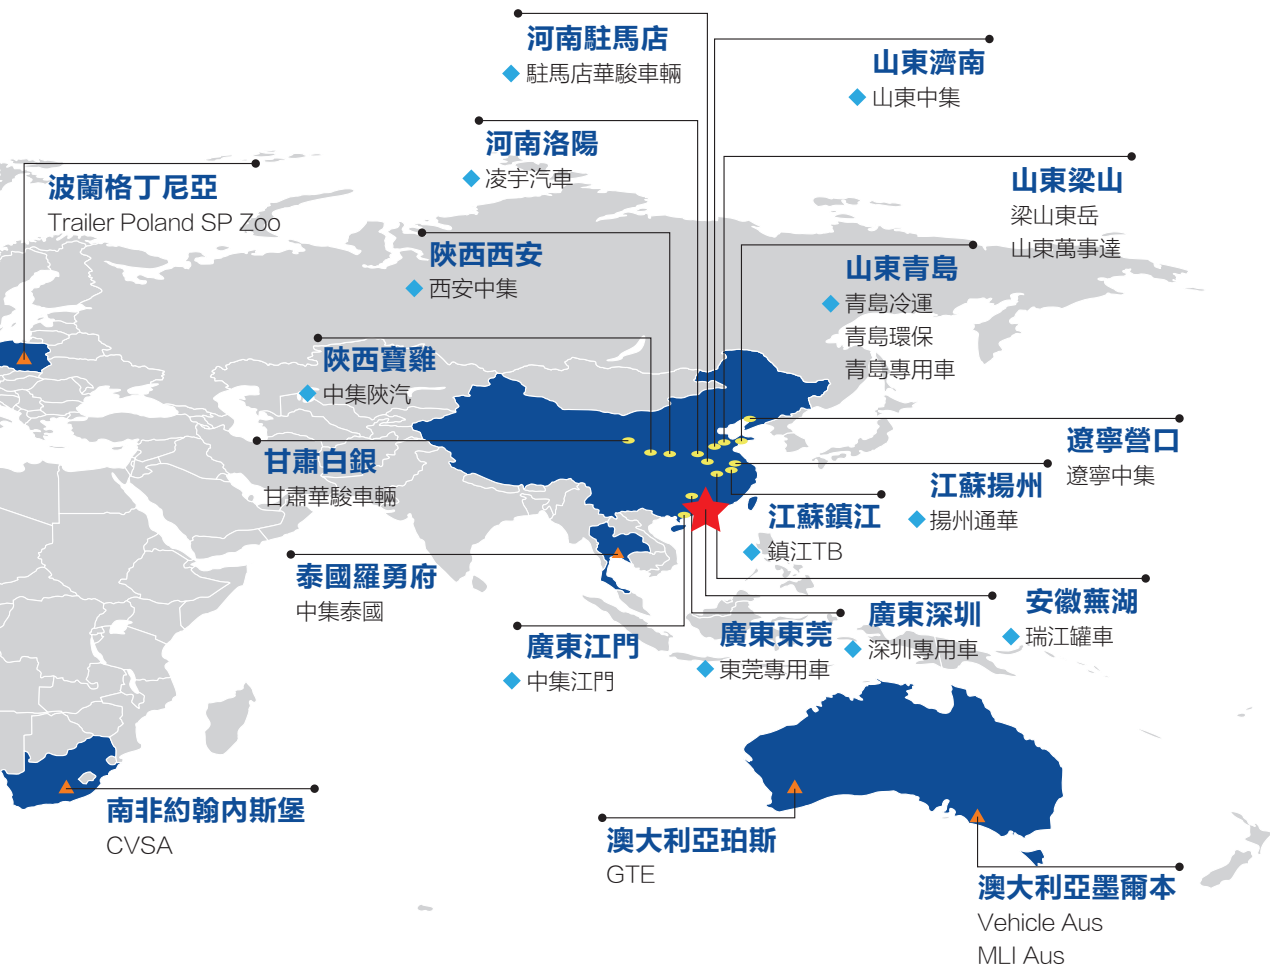 河南駐馬店
駐馬店華駿車輛
山東濟南
山東中集
河南洛陽
凌宇汽車
山東梁山
梁山東岳
山東萬事達
波蘭格丁尼亞
Trailer Poland SP Zoo
陝西西安
西安中集
山東青島
青島冷運
青島環保
青島專用車
陝西寶雞
中集陝汽
遼寧營口
遼寧中集
甘肅白銀
甘肅華駿車輛
江蘇揚州
揚州通華
江蘇鎮江
鎮江TB
泰國羅勇府
中集泰國
安徽蕪湖
瑞江罐車
廣東深圳
深圳專用車
廣東東莞
東莞專用車
廣東江門
中集江門
南非約翰內斯堡
CVSA
澳大利亞珀斯
GTE
澳大利亞墨爾本
Vehicle Aus
MLI Aus